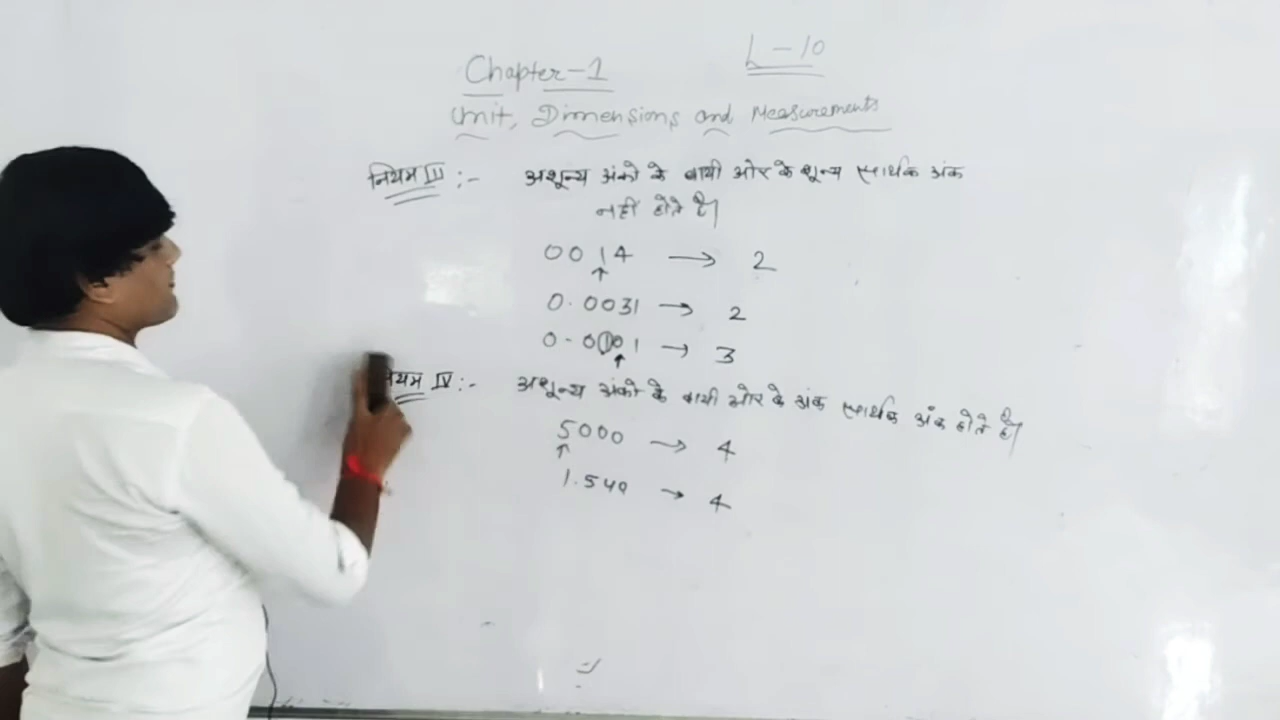 L-10
Chapter-1
Unit, Dimensions and Measurements
नियम III :- अशून्य अंको के बायी ओर के शून्य सार्थक अंक
नहीं होते है।
0014 → 2
0.0031 → 2
0.00101 → 3
नियम IV :- अशून्य अंको के बायी ओर के अंक सार्थक अंक होते है।
5000 → 4
1.540 → 4